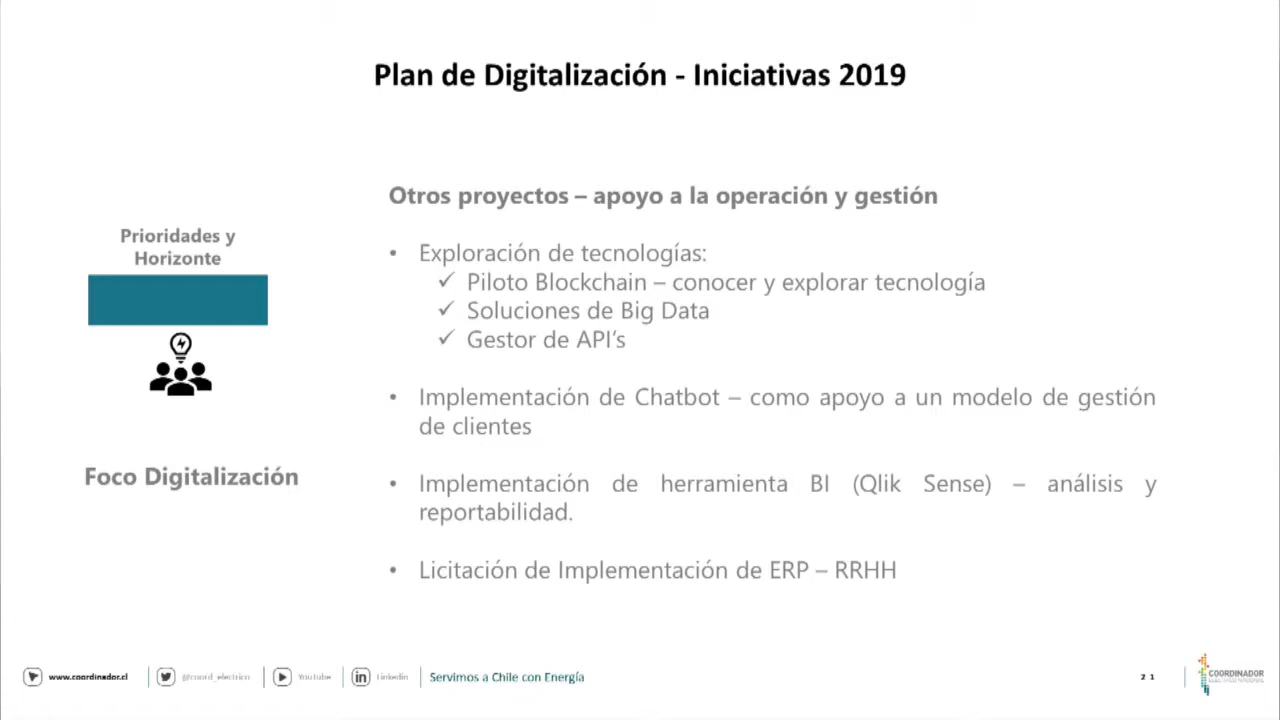 Plan de Digitalización - Iniciativas 2019
Prioridades y
Horizonte
Foco Digitalización
Otros proyectos – apoyo a la operación y gestión
• Exploración de tecnologías:
✓ Piloto Blockchain – conocer y explorar tecnología
✓ Soluciones de Big Data
✓ Gestor de API’s
• Implementación de Chatbot – como apoyo a un modelo de gestión
de clientes
• Implementación de herramienta BI (Qlik Sense) – análisis y
reportabilidad.
• Licitación de Implementación de ERP – RRHH
www.coordinador.cl
@coord_electrico
YouTube
Linkedin
Servimos a Chile con Energía
21
COORDINADOR
ELÉCTRICO NACIONAL